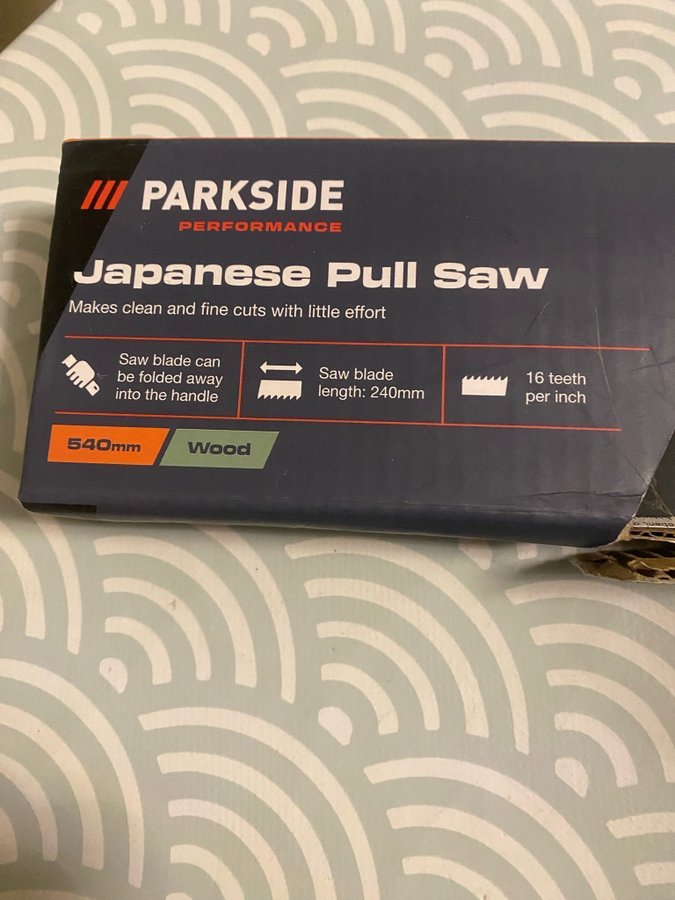 PARKSIDE
PERFORMANCE
Japanese Pull Saw
Makes clean and fine cuts with little effort
Saw blade can
be folded away
into the handle
Saw blade
length: 240mm
16 teeth
per inch
540mm
Wood